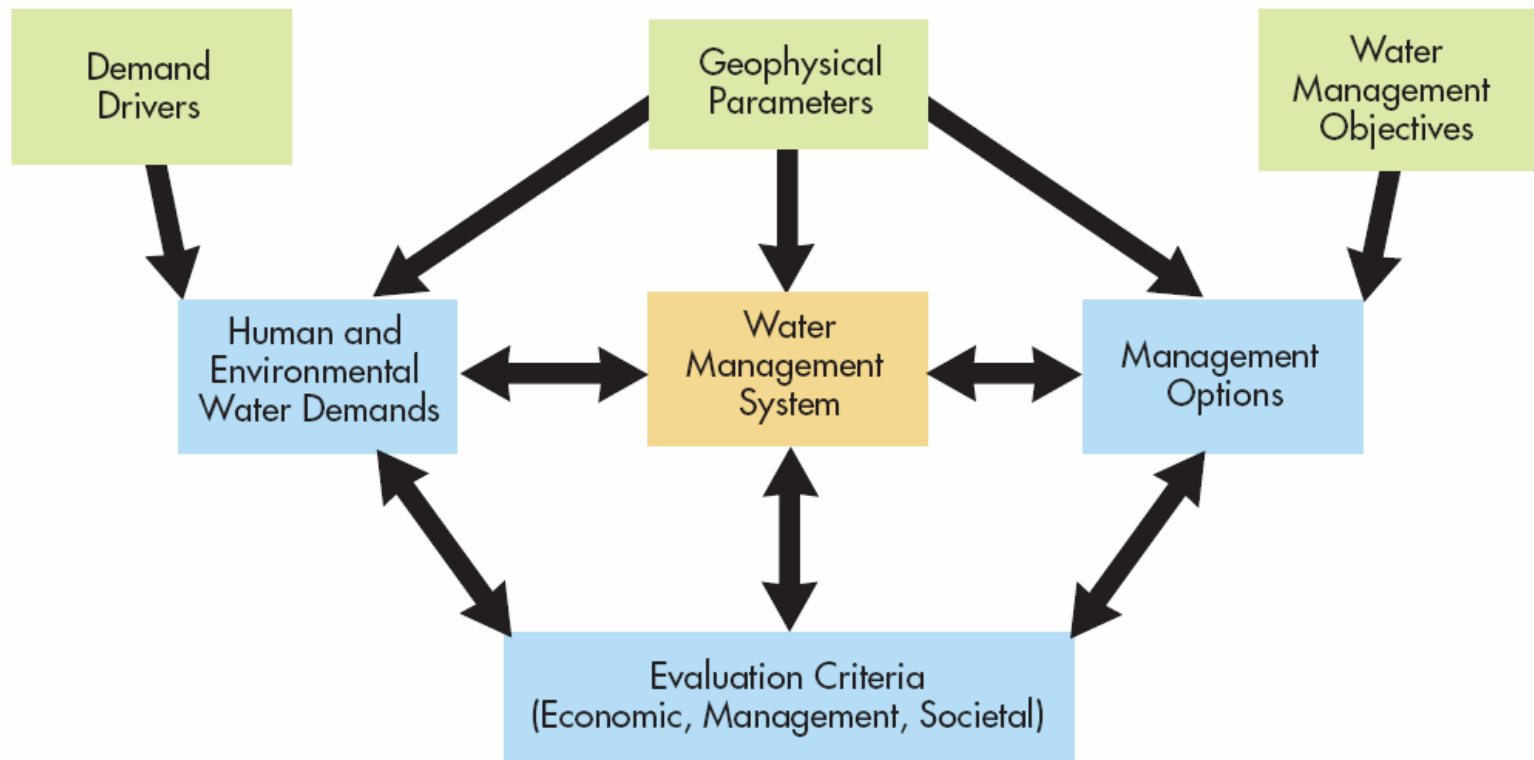 Demand
Drivers
Geophysical
Parameters
Water
Management
Objectives
Human and
Environmental
Water Demands
Water
Management
System
Management
Options
Evaluation Criteria
(Economic, Management, Societal)